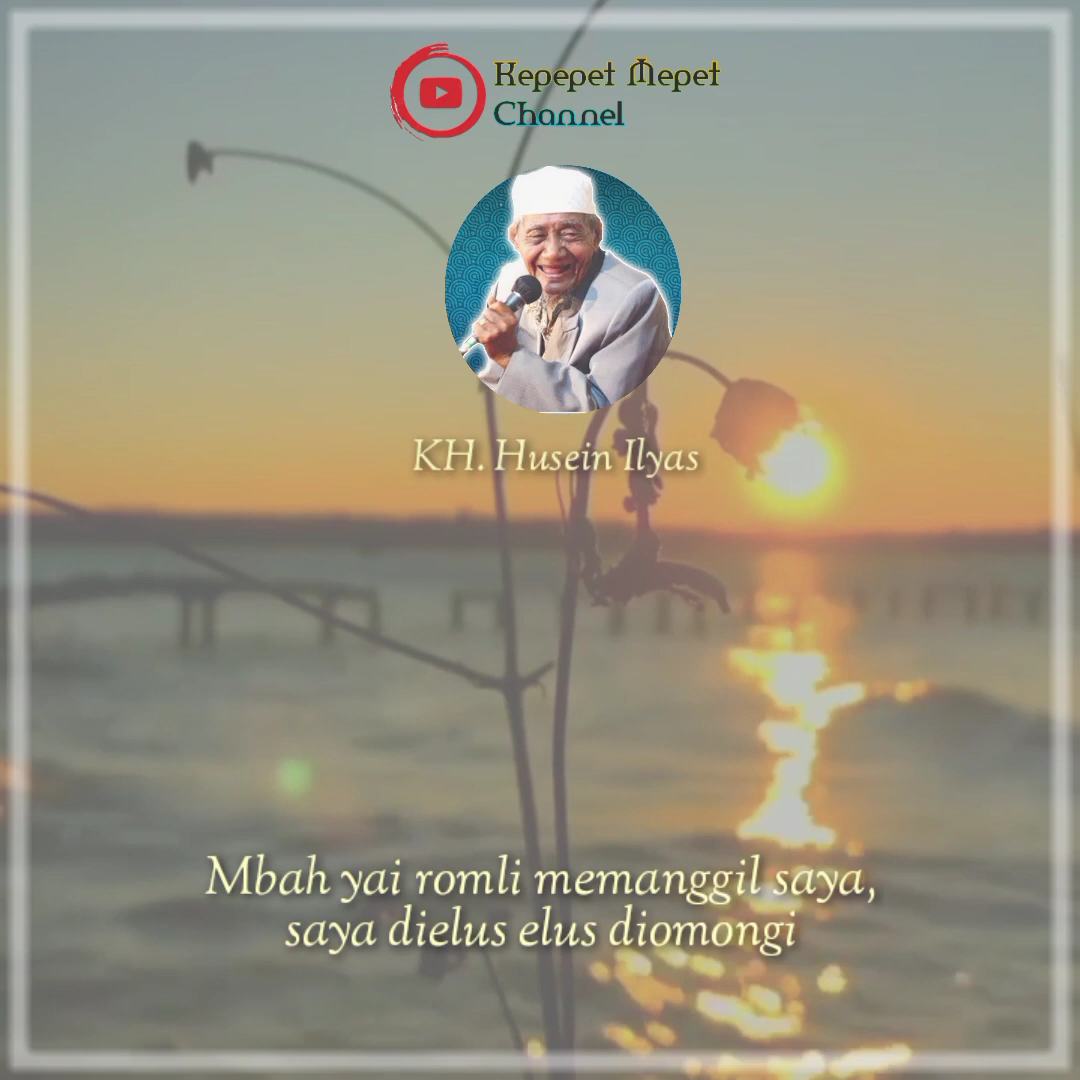 Kepepet Mepet
Channel
KH. Husein Ilyas
Mbah yai romli memanggil saya,
saya dielus elus diomongi